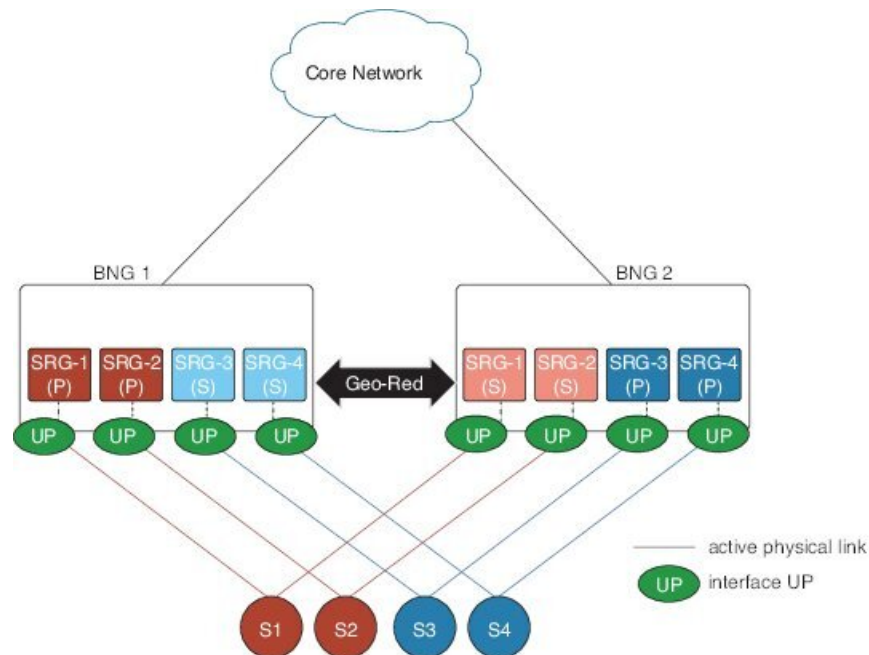 Core Network
BNG 1
BNG 2
SRG-1
(P)
SRG-2
(P)
SRG-3
(S)
SRG-4
(S)
Geo-Red
SRG-1
(S)
SRG-2
(S)
SRG-3
(P)
SRG-4
(P)
UP
UP
UP
UP
UP
UP
UP
UP
active physical link
UP
interface UP
S1
S2
S3
S4